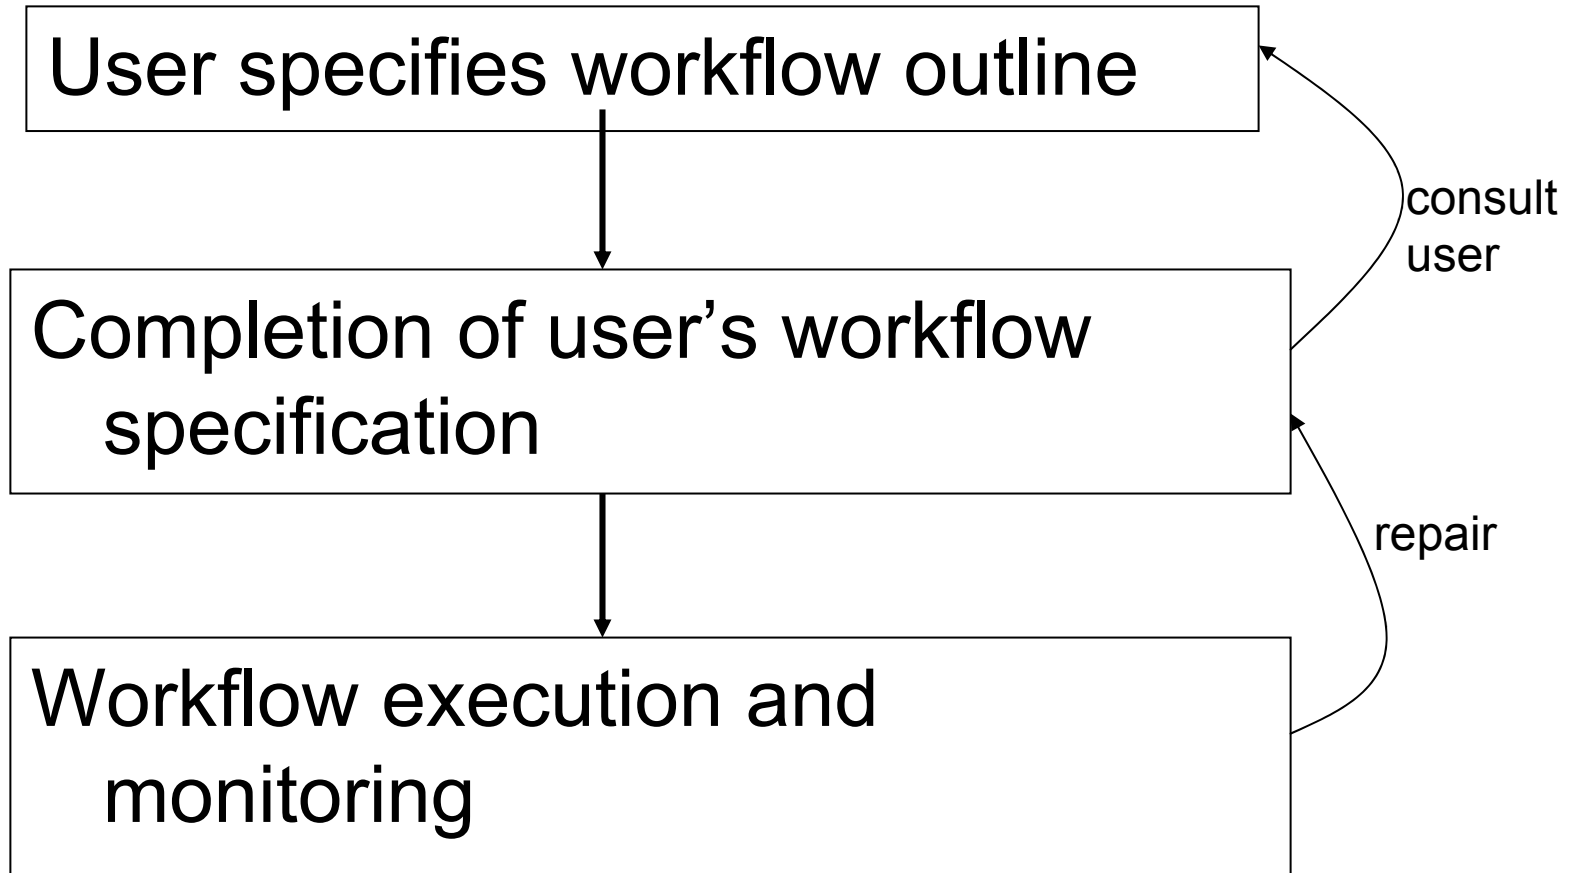 User specifies workflow outline
consult
user
Completion of user’s workflow
specification
repair
Workflow execution and
monitoring